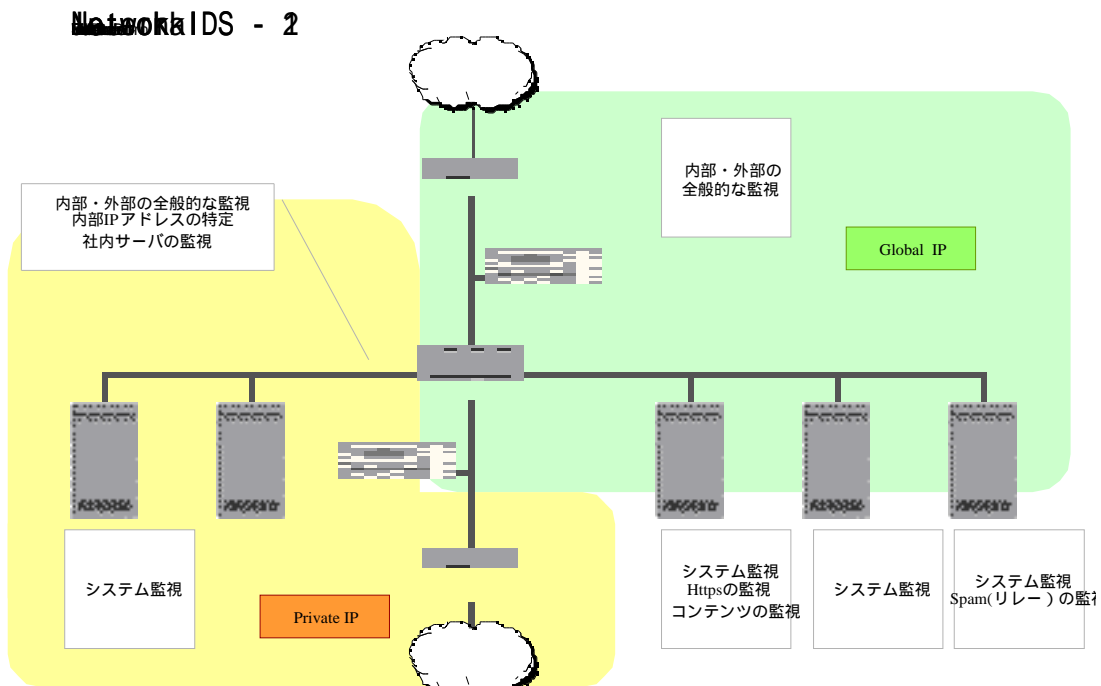 IDS -
内部・外部の
全般的な監視
内部・外部の全般的な監視
内部IPアドレスの特定
社内サーバの監視
Global IP
システム監視
Private IP
システム監視
Httpsの監視
コンテンツの監視
システム監視
システム監視
Spam(リレー)の監視